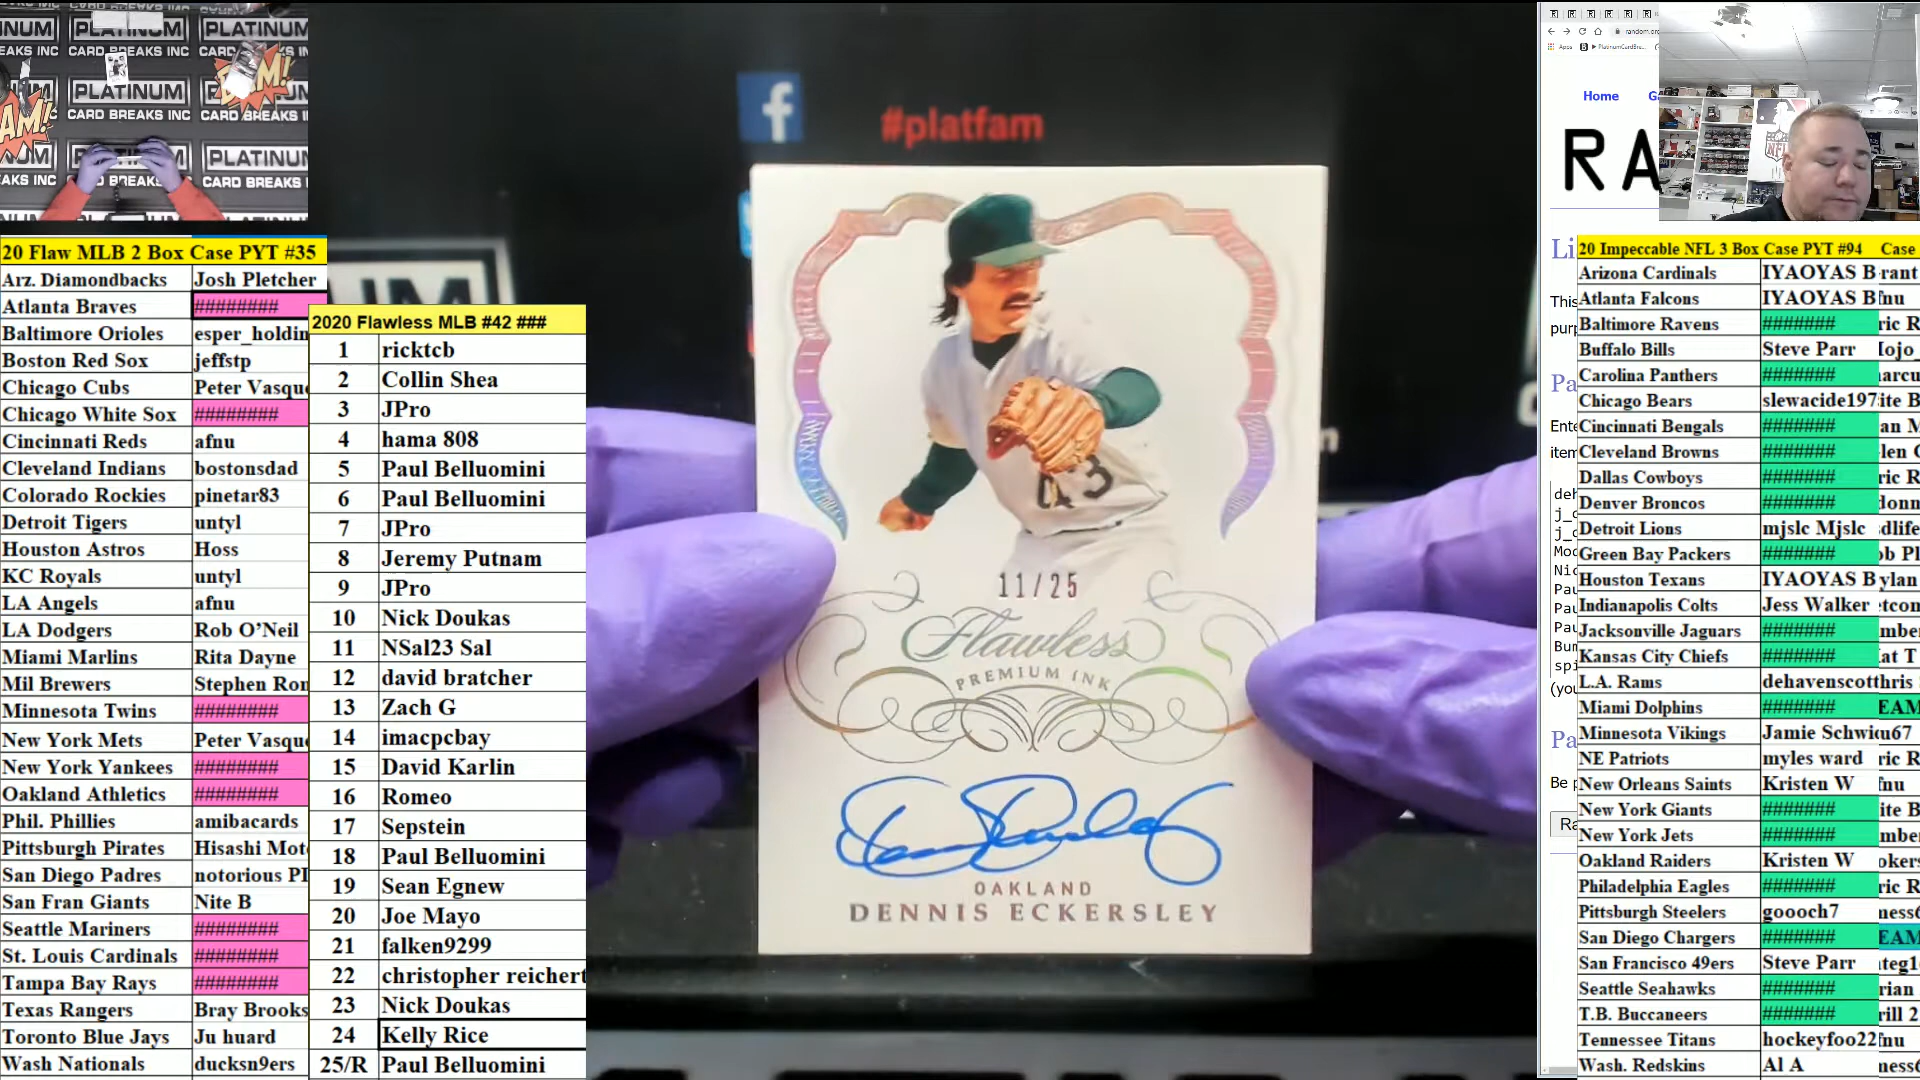 PLATINUM
CARD BREAKS INC
PLATINUM
CARD BREAKS INC
PLATINUM
CARD BREAKS
20 Flaw MLB 2 Box Case PYT #35
Arz. Diamondbacks Josh Pletcher
Atlanta Braves ########
Baltimore Orioles esper_holdin
Boston Red Sox jeffstp
Chicago Cubs Peter Vasqu
Chicago White Sox ########
Cincinnati Reds afnu
Cleveland Indians bostonsdad
Colorado Rockies pinetar83
Detroit Tigers untyl
Houston Astros Hoss
KC Royals untyl
LA Angels afnu
LA Dodgers Rob O'Neil
Miami Marlins Rita Dayne
Mil Brewers Stephen Ron
Minnesota Twins ########
New York Mets Peter Vasqu
New York Yankees ########
Oakland Athletics ########
Phil. Phillies amibacards
Pittsburgh Pirates Hisashi Mot
San Diego Padres notorious PI
San Fran Giants Nite B
Seattle Mariners ########
St. Louis Cardinals ########
Tampa Bay Rays ########
Texas Rangers Bray Brooks
Toronto Blue Jays Ju huard
Wash Nationals ducksn9ers
2020 Flawless MLB #42 ###
1 ricktcb
2 Collin Shea
3 JPro
4 hama 808
5 Paul Belluomini
6 Paul Belluomini
7 JPro
8 Jeremy Putnam
9 JPro
10 Nick Doukas
11 NSal23 Sal
12 david bratcher
13 Zach G
14 imacpcbay
15 David Karlin
16 Romeo
17 Sepstein
18 Paul Belluomini
19 Sean Egnew
20 Joe Mayo
21 falken9299
22 christopher reichert
23 Nick Doukas
24 Kelly Rice
25/R Paul Belluomini
#platfam
43
11/25
Flawless
PREMIUM INK
OAKLAND
DENNIS ECKERSLEY
Apps
Home
RA
20 Impeccable NFL 3 Box Case PYT #94 Case
Arizona Cardinals IYAOYAS B
Atlanta Falcons IYAOYAS B
Baltimore Ravens #######
Buffalo Bills Steve Parr
Carolina Panthers #######
Chicago Bears slewacide197
Cincinnati Bengals #######
Cleveland Browns #######
Dallas Cowboys #######
Denver Broncos #######
Detroit Lions mjslc Mjslc
Green Bay Packers #######
Houston Texans IYAOYAS B
Indianapolis Colts Jess Walker
Jacksonville Jaguars #######
Kansas City Chiefs #######
L.A. Rams dehavenscott
Miami Dolphins #######
Minnesota Vikings Jamie Schwi
NE Patriots myles ward
New Orleans Saints Kristen W
New York Giants #######
New York Jets #######
Oakland Raiders Kristen W
Philadelphia Eagles #######
Pittsburgh Steelers goooch7
San Diego Chargers #######
San Francisco 49ers Steve Parr
Seattle Seahawks #######
T.B. Buccaneers #######
Tennessee Titans hockeyfoo22
Wash. Redskins Al A